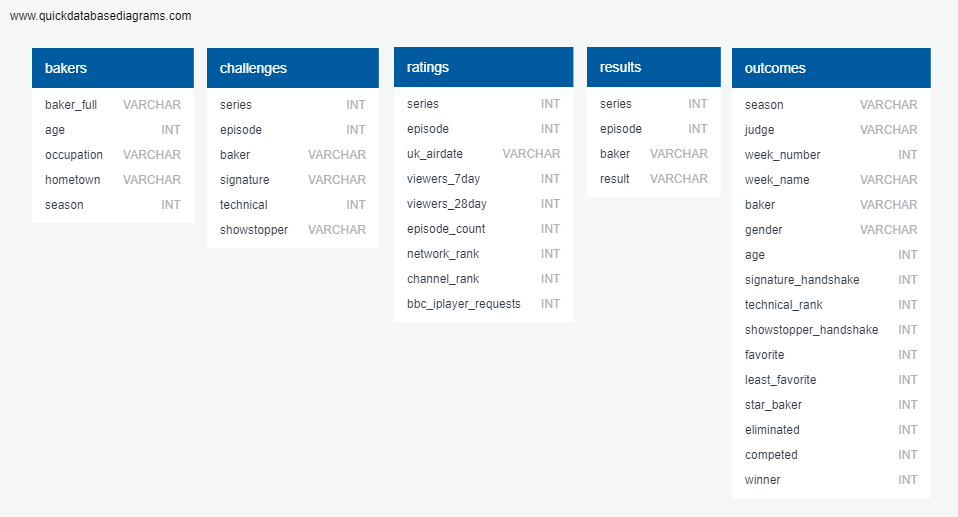 www.quickdatabasediagrams.com
bakers
baker_full VARCHAR
age INT
occupation VARCHAR
hometown VARCHAR
season INT
challenges
series INT
episode INT
baker VARCHAR
signature VARCHAR
technical INT
showstopper VARCHAR
ratings
series INT
episode INT
uk_airdate VARCHAR
viewers_7day INT
viewers_28day INT
episode_count INT
network_rank INT
channel_rank INT
bbc_iplayer_requests INT
results
series INT
episode INT
baker VARCHAR
result VARCHAR
outcomes
season VARCHAR
judge VARCHAR
week_number INT
week_name VARCHAR
baker VARCHAR
gender VARCHAR
age INT
signature_handshake INT
technical_rank INT
showstopper_handshake INT
favorite INT
least_favorite INT
star_baker INT
eliminated INT
competed INT
winner INT